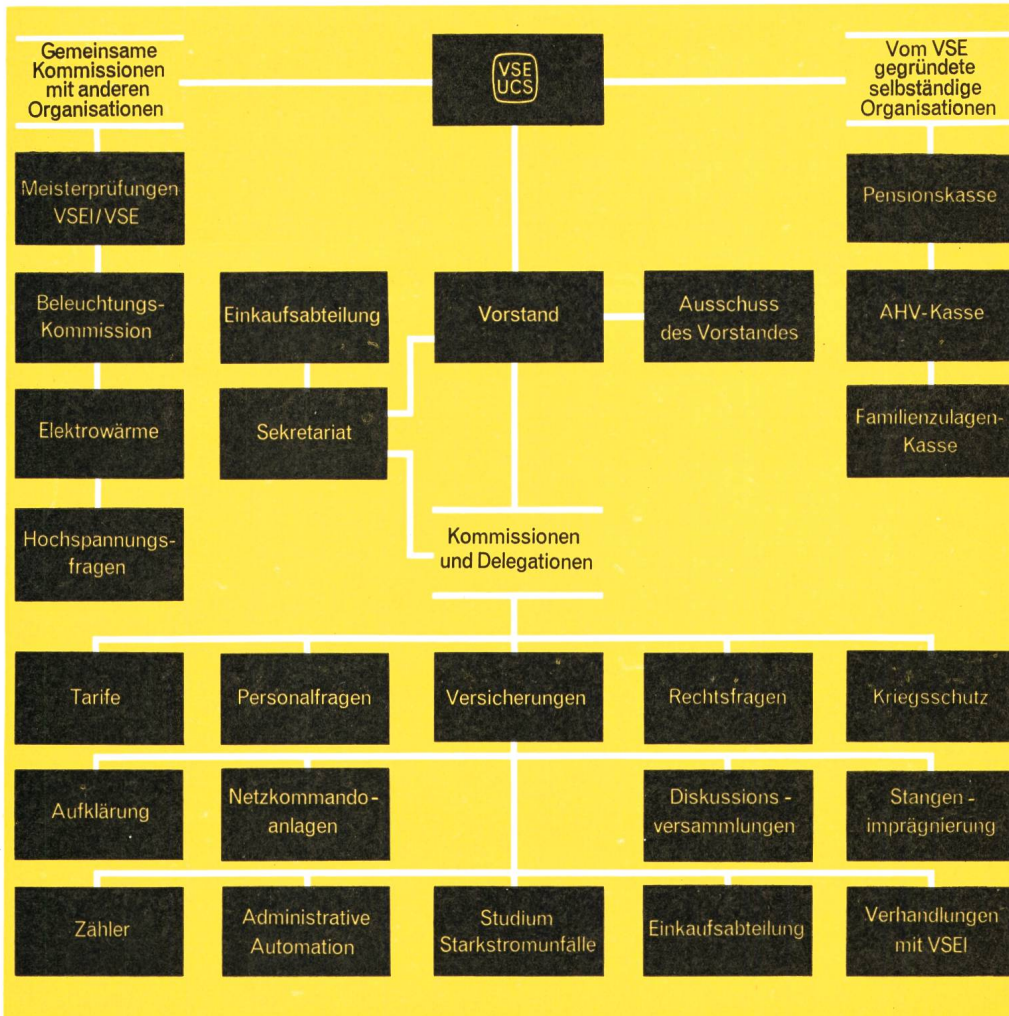 Gemeinsame
Kommissionen
mit anderen
Organisationen
VSE
UCS
Vom VSE
gegründete
selbständige
Organisationen
Meisterprüfungen
VSEI/VSE
Pensionskasse
Beleuchtungs-
Kommission
Einkaufsabteilung
Vorstand
Ausschuss
des Vorstandes
AHV-Kasse
Elektrowärme
Sekretariat
Familienzulagen-
Kasse
Hochspannungs-
fragen
Kommissionen
und Delegationen
Tarife
Personalfragen
Versicherungen
Rechtsfragen
Kriegsschutz
Aufklärung
Netzkommando-
anlagen
Diskussions-
versammlungen
Stangen-
imprägnierung
Zähler
Administrative
Automation
Studium
Starkstromunfälle
Einkaufsabteilung
Verhandlungen
mit VSEI